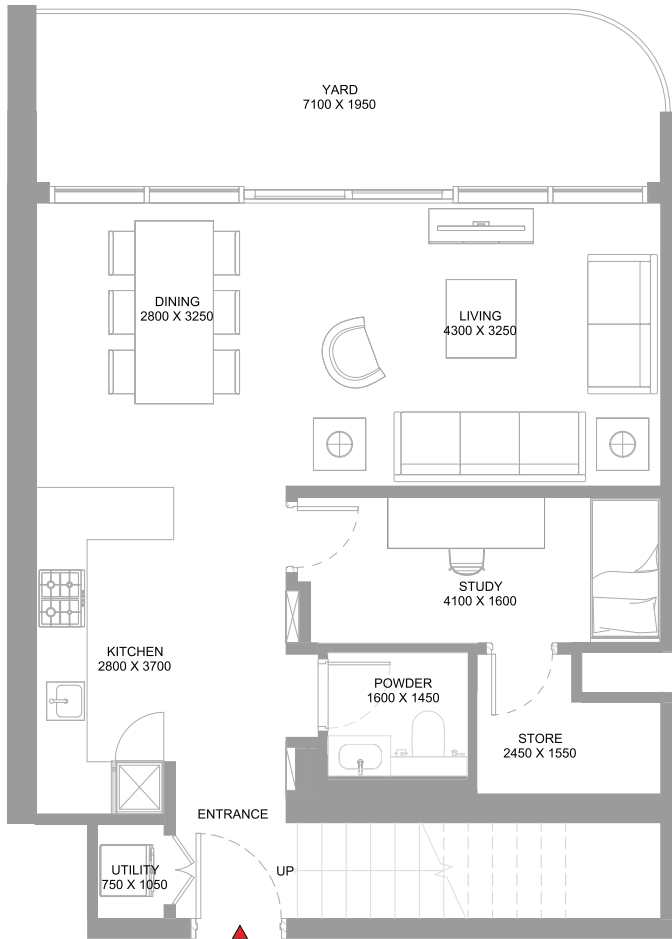 YARD
7100 X 1950
DINING
2800 X 3250
LIVING
4300 X 3250
STUDY
4100 X 1600
KITCHEN
2800 X 3700
POWDER
1600 X 1450
STORE
2450 X 1550
ENTRANCE
UTILITY
750 X 1050
UP